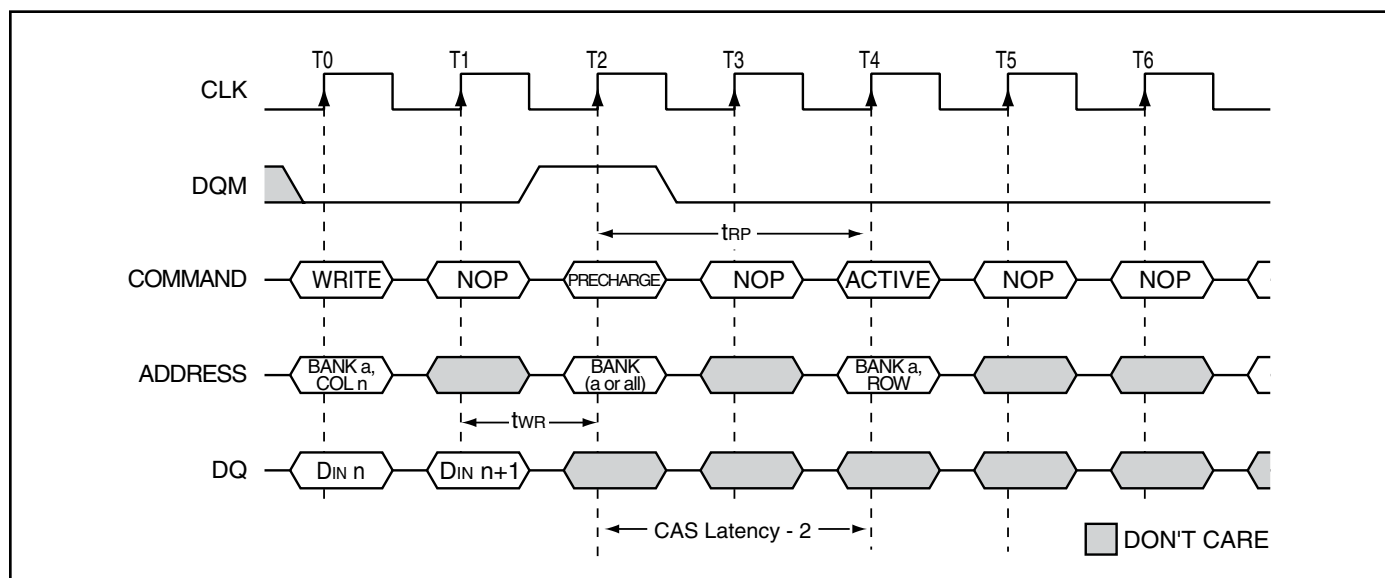 T0 T1 T2 T3 T4 T5 T6
CLK
DQM
tRP
COMMAND WRITE NOP PRECHARGE NOP ACTIVE NOP NOP
ADDRESS BANK a, COL n BANK (a or all) BANK a, ROW
tWR
DQ DIN n DIN n+1
CAS Latency - 2
DON'T CARE